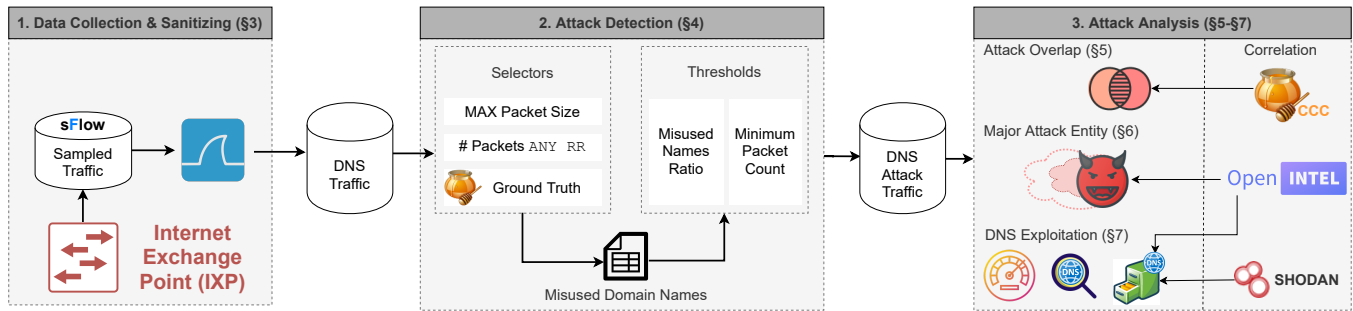 1. Data Collection & Sanitizing (§3)
sFlow
Sampled
Traffic
Internet
Exchange
Point (IXP)
DNS
Traffic
2. Attack Detection (§4)
Selectors
MAX Packet Size
# Packets ANY RR
Ground Truth
Thresholds
Misused
Names
Ratio
Minimum
Packet
Count
Misused Domain Names
DNS
Attack
Traffic
3. Attack Analysis (§5-§7)
Attack Overlap (§5)
Correlation
CCC
Major Attack Entity (§6)
Open INTEL
DNS Exploitation (§7)
DNS
DNS
SHODAN